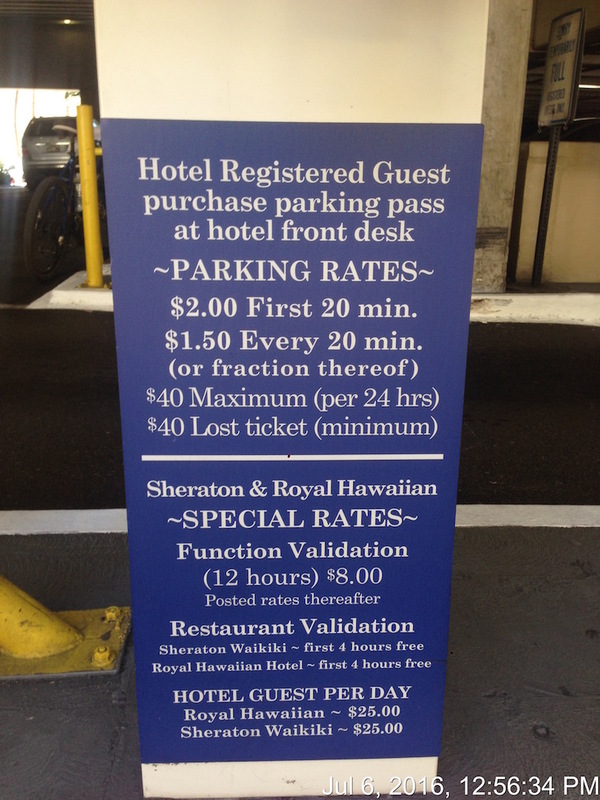 SORRY
TEMPORARILY
FULL
REGISTERED
Hotel Registered Guest
purchase parking pass
at hotel front desk
~PARKING RATES~
$2.00 First 20 min.
$1.50 Every 20 min.
(or fraction thereof)
$40 Maximum (per 24 hrs)
$40 Lost ticket (minimum)
Sheraton & Royal Hawaiian
~SPECIAL RATES~
Function Validation
(12 hours) $8.00
Posted rates thereafter
Restaurant Validation
Sheraton Waikiki ~ first 4 hours free
Royal Hawaiian Hotel ~ first 4 hours free
HOTEL GUEST PER DAY
Royal Hawaiian ~ $25.00
Sheraton Waikiki ~ $25.00
Jul 6, 2016, 12:56:34 PM